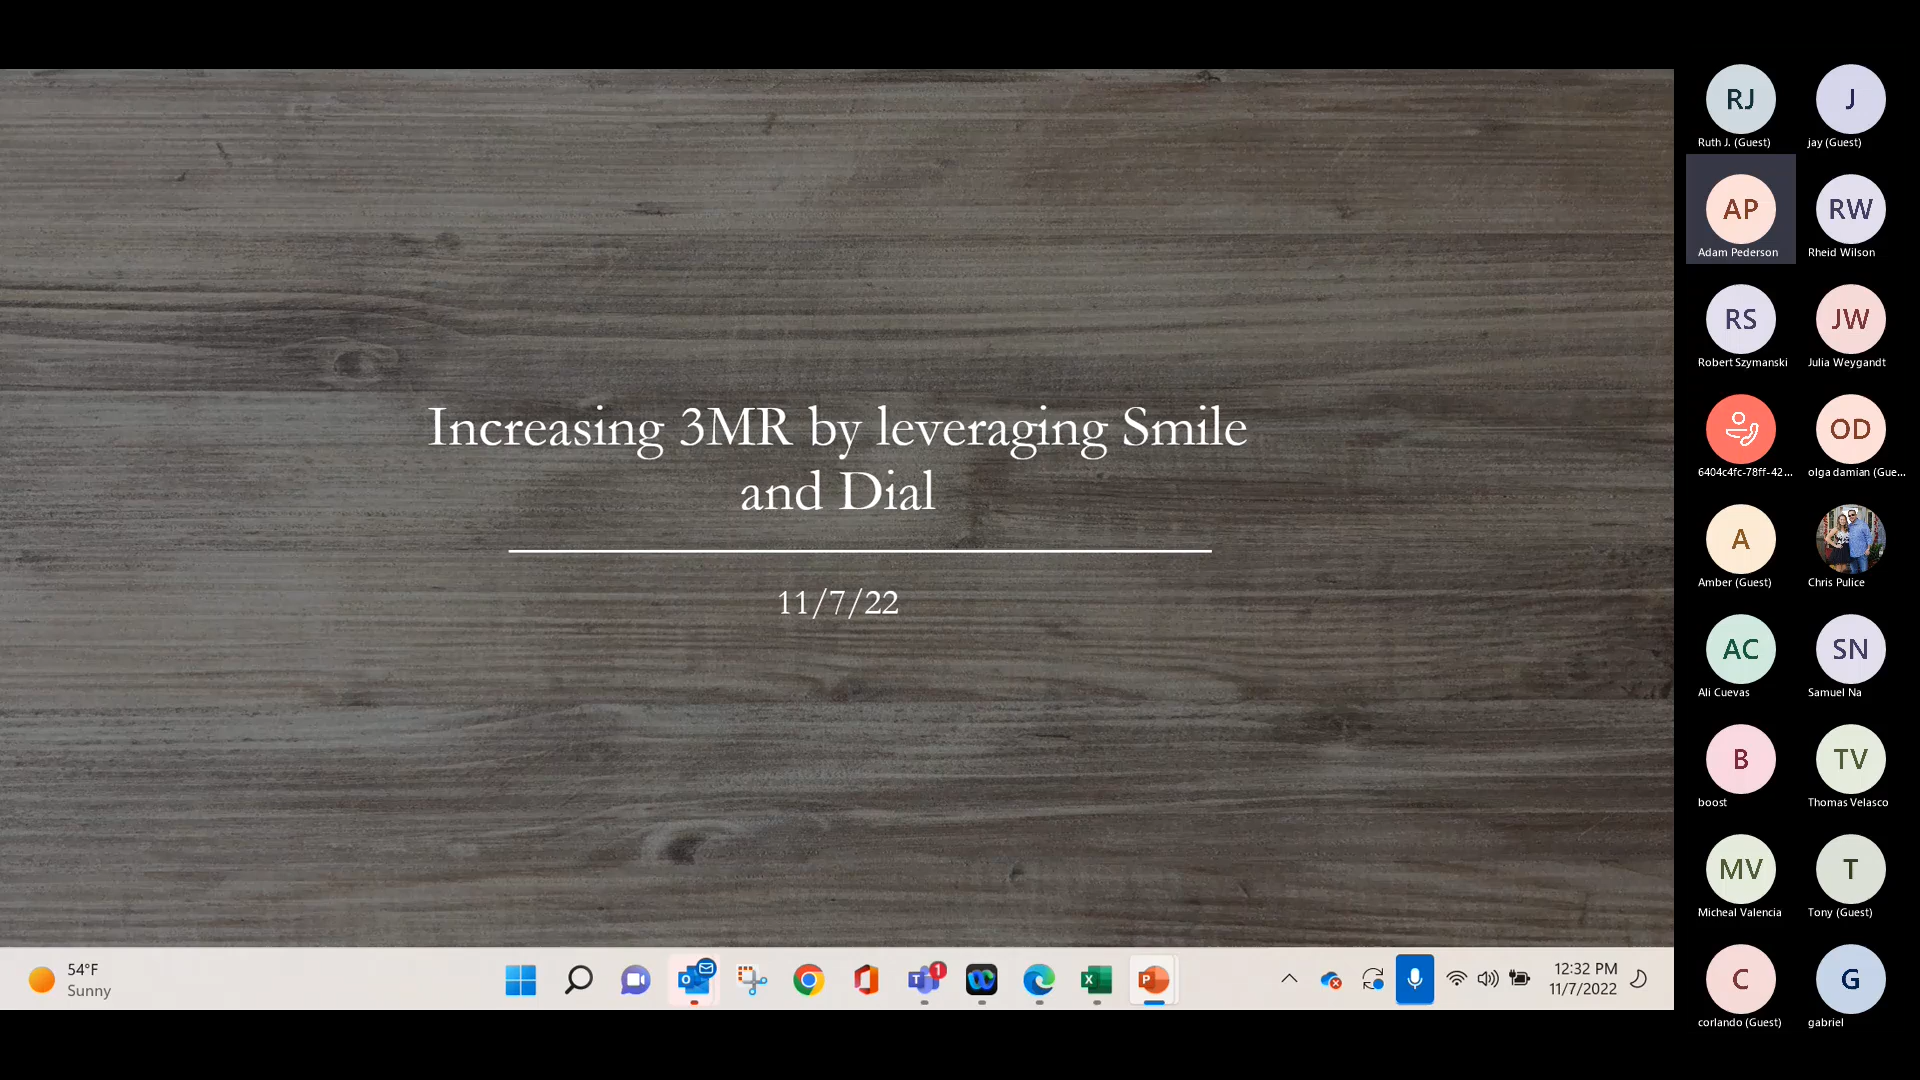 Increasing 3MR by leveraging Smile
and Dial
11/7/22
RJ
J
Ruth J. (Guest)
jay (Guest)
AP
RW
Adam Pederson
Rheid Wilson
RS
JW
Robert Szymanski
Julia Weygandt
OD
6404c4fc-78ff-42...
olga damian (Gue...
A
Amber (Guest)
Chris Pulice
AC
SN
Ali Cuevas
Samuel Na
B
TV
boost
Thomas Velasco
MV
T
Micheal Valencia
Tony (Guest)
C
G
corlando (Guest)
gabriel
54°F
Sunny
1
12:32 PM
11/7/2022